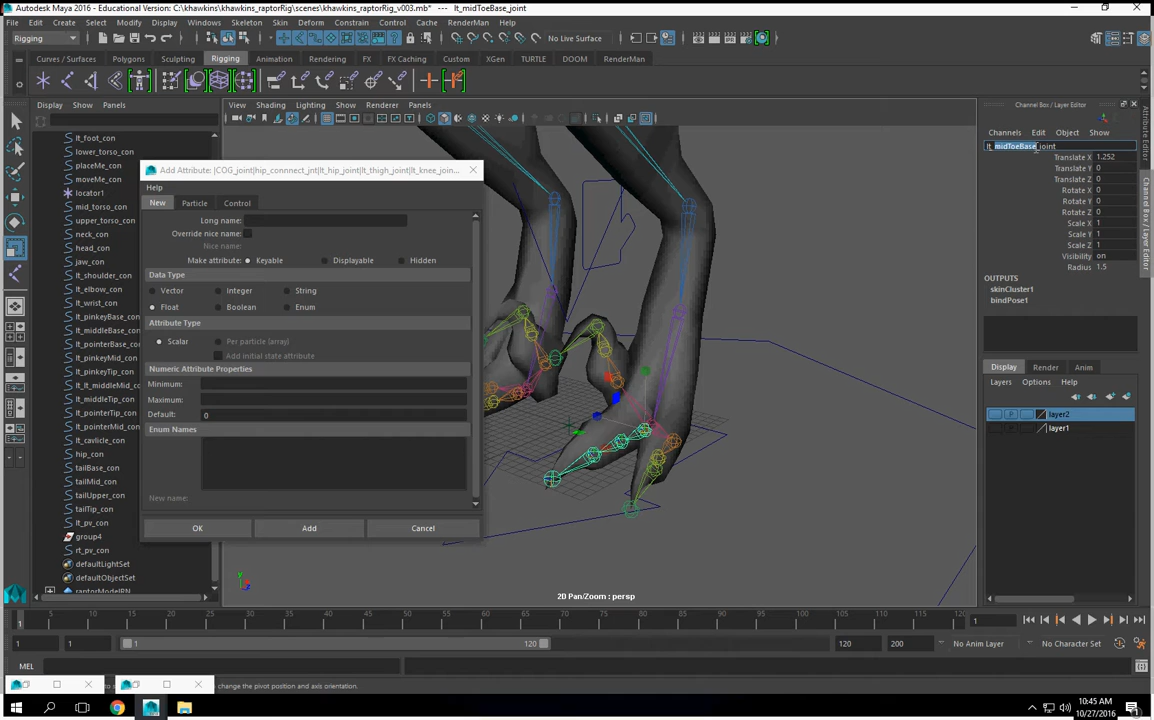 Autodesk Maya 2016 - Educational Version: C:\khawkins\khawkins_raptorRig\scenes\khawkins_raptorRig_v003.mb* --- lt_midToeBase_joint
File Edit Create Select Modify Display Windows Skeleton Skin Deform Constrain Control Cache RenderMan Help
Rigging No Live Surface
Curves / Surfaces Polygons Sculpting Rigging Animation Rendering FX FX Caching Custom XGen TURTLE DOOM RenderMan
Display Show Panels
View Shading Lighting Show Renderer Panels
Channel Box / Layer Editor
Channels Edit Object Show
lt_midToeBase_joint
Translate X 1.252
Translate Y 0
Translate Z 0
Rotate X 0
Rotate Y 0
Rotate Z 0
Scale X 1
Scale Y 1
Scale Z 1
Visibility on
Radius 1.5
OUTPUTS
skinCluster1
bindPose1
Display Render Anim
Layers Options Help
P layer2
layer1
Attribute Editor
Channel Box / Layer Editor
lt_foot_con
lower_torso_con
placeMe_con
locator1
mid_torso_con
upper_torso_con
neck_con
head_con
jaw_con
lt_shoulder_con
lt_elbow_con
lt_wrist_con
lt_pinkeyBase_con
lt_middleBase_con
lt_pointerBase_con
lt_pinkeyMid_con
lt_pinkeyTip_con
lt_lt_middleMid_con
lt_middleTip_con
lt_pointerTip_con
lt_pointerMid_con
lt_cavlicle_con
hip_con
tailBase_con
tailMid_con
tailUpper_con
tailTip_con
lt_pv_con
group4
rt_pv_con
defaultLightSet
defaultObjectSet
raptorModelRN
Add Attribute: |COG_joint|hip_connnect_jnt|lt_hip_joint|lt_thigh_joint|lt_knee_join...
Help
New Particle Control
Long name:
Override nice name:
Nice name:
Make attribute: Keyable Displayable Hidden
Data Type
Vector Integer String
Float Boolean Enum
Attribute Type
Scalar Per particle (array)
Add initial state attribute
Numeric Attribute Properties
Minimum:
Maximum:
Default: 0
Enum Names
New name:
OK Add Cancel
2D Pan/Zoom : persp
1 5 10 15 20 25 30 35 40 45 50 55 60 65 70 75 80 85 90 95 100 105 110 115 120 1
1 1 1 120 120 200 No Anim Layer No Character Set
MEL
change the pivot position and axis orientation.
10:45 AM
10/27/2016